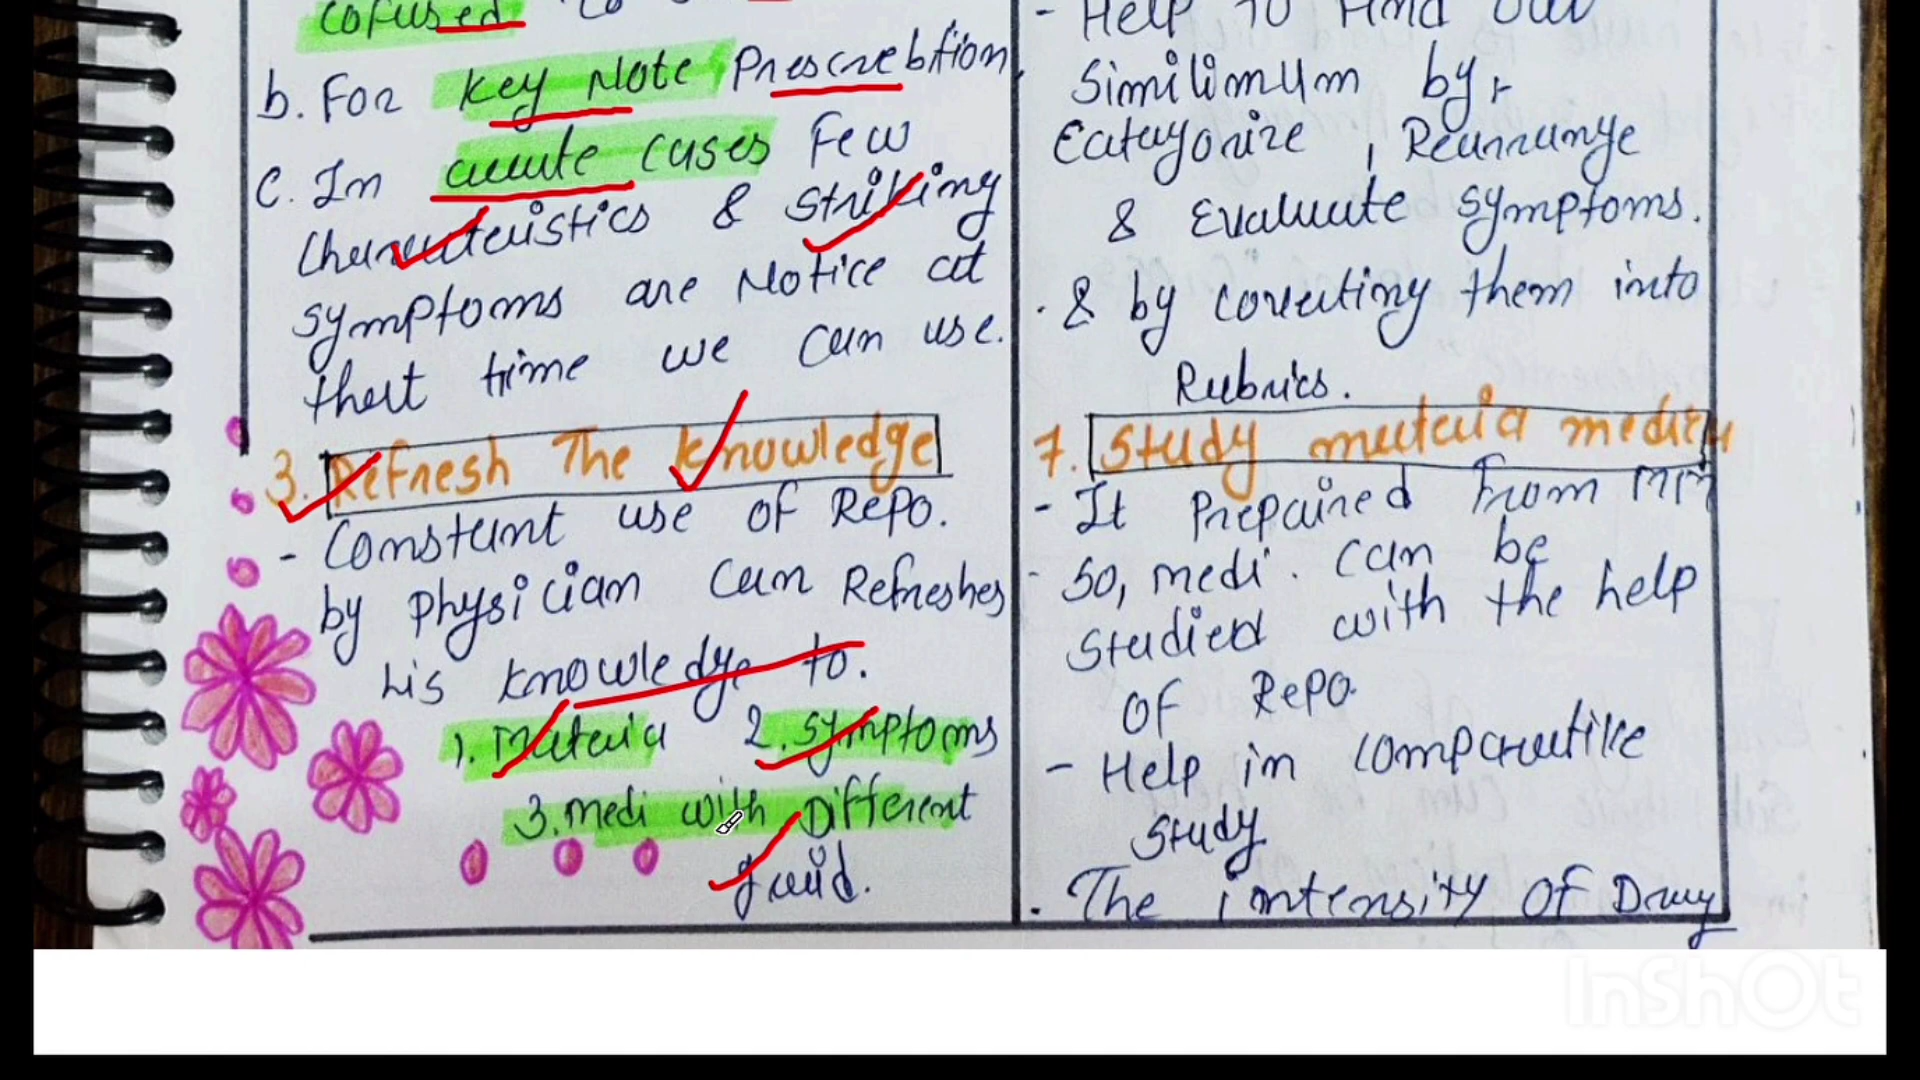 cofused
b. For key Note Prescrebtion,
C. In acute cases Few
characteristics & striking
symptoms are Notice at
that time we can use.
3. Refresh The knowledge
- Constant use of Repo.
by physician can Refreshes
his knowledge to.
1. Materia 2. symptoms
3. medi with Different
graid.
- Help To Find Out
Similimum by
Catagorize, Rearrange
& Evaluate symptoms.
· & by coverting them into
Rubrics.
7. Study materia medica
- It Prepaired From MM
- So, medi. can be
studied with the help
of Repo.
- Help in comparative
study
. The intensity of Drug
InShOt